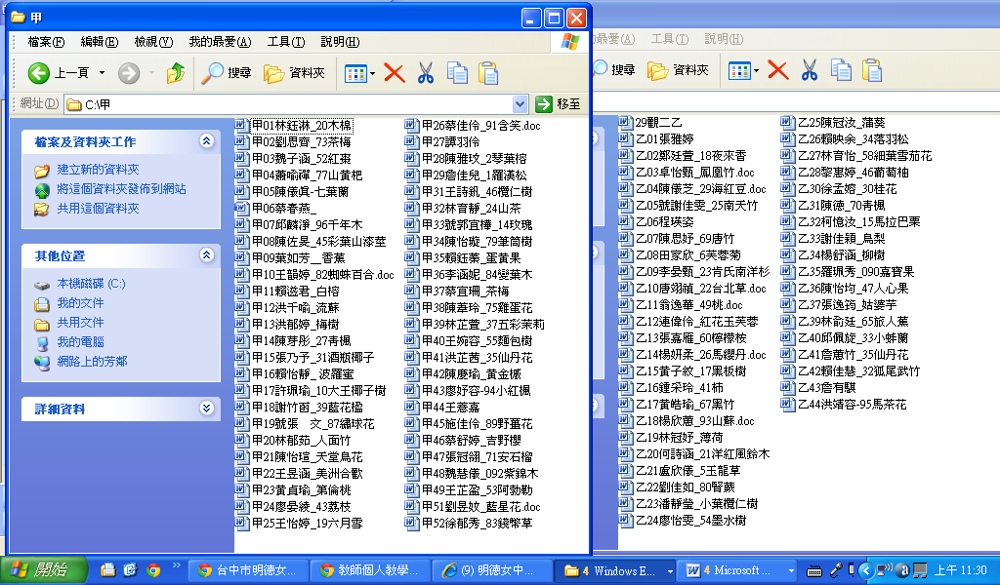 甲
檔案(F) 編輯(E) 檢視(V) 我的最愛(A) 工具(T) 說明(H)
上一頁 搜尋 資料夾
網址(D) C:\甲 移至
檔案及資料夾工作
建立新的資料夾
將這個資料夾發佈到網站
共用這個資料夾
其他位置
本機磁碟 (C:)
我的文件
共用文件
我的電腦
網路上的芳鄰
詳細資料
甲01林鈺淋_20木棉
甲02劉思齊_73茶梅
甲03魏子涵_52紅棗
甲04蕭喻禪_77山黃梔
甲05陳儀眞-七葉蘭
甲06蔡春燕_
甲07邱麟淨_96千年木
甲08陳佐旻_45彩葉山漆莖
甲09葉如芳__香蕉
甲10王韻婷_82蜘蛛百合.doc
甲11賴逸君_白榕
甲12洪千喻_流蘇
甲13洪郁婷_梅樹
甲14陳芽彤_27青楓
甲15張乃予_31酒瓶椰子
甲16賴怡靜_波羅蜜
甲17許珮瑜_10大王椰子樹
甲18謝竹函_39藍花楹
甲19號張　文_87繡球花
甲20林郁茹_人面竹
甲21陳怡瑄_天堂鳥花
甲22王昱涵_美洲合歡
甲23黃貞瑜_第倫桃
甲24廖晏綾_43荔枝
甲25王怡婷_19六月雪
甲26蔡佳伶_91含笑.doc
甲27譚羽伶
甲28陳雅玟_2琴葉榕
甲29詹佳兒_1羅漢松
甲31王詩釩_46欖仁樹
甲32林育靜_24山茶
甲33號郭宜樺_14玫瑰
甲34陳怡璇_79筆筒樹
甲35賴鈺蓁_蛋黃果
甲36李涵妮_84變葉木
甲37蔡宜珊_茶梅
甲38陳葦玲_75雞蛋花
甲39林芷萱_37五彩茉莉
甲40王婉容_55麵包樹
甲41洪芷茜_35仙丹花
甲42陳慶瑜_黃金槴
甲43廖妤容-94小紅楓
甲44王薏嘉
甲45施佳伶_89野薑花
甲46蔡舒婷_吉野櫻
甲47張冠翎_71安石榴
甲48魏慧儀_092紫錦木
甲49王芷盈_53阿勃勒
甲51劉昱妏_藍星花.doc
甲52徐郁秀_83錢幣草
的最愛(A) 工具(T) 說明(H)
搜尋 資料夾
29觀二乙
乙01張雅婷
乙02鄭廷萱_18夜來香
乙03卓怡甄_鳳凰竹.doc
乙04陳儀芝_29海紅豆.doc
乙05號謝佳雯_25南天竹
乙06程瑛姿
乙07陳思妤_69唐竹
乙08田家欣_6芙蓉菊
乙09李晏甄_23肯氏南洋杉
乙10唐翊禎_22台北草.doc
乙11翁逸華_49桃.doc
乙12連偉伶_紅花玉芙蓉
乙13張嘉雁_60檸檬桉
乙14楊妍柔_26馬纓丹.doc
乙15黃子紋_17黑板樹
乙16鍾采玲_41柿
乙17黃皓瑜_67黑竹
乙18楊欣蕙_93山蘇.doc
乙19林冠妤_薄荷
乙20何詩涵_21洋紅風鈴木
乙21盧欣儀_5玉龍草
乙22劉佳如_80腎蕨
乙23潘靜瑩_小葉欖仁樹
乙24廖怡雯_54墨水樹
乙25陳冠汝_蒲葵
乙26賴映余_34落羽松
乙27林育怡_58細葉雪茄花
乙28黎惠婷_46葡萄柚
乙30徐孟嬪_30桂花
乙31陳德_70青楓
乙32柯憶汝_15馬拉巴栗
乙33謝佳穎_烏梨
乙34楊舒涵_柳樹
乙35羅珮秀_090嘉寶果
乙36陳怡均_47人心果
乙37張逸筠_姑婆芋
乙39林俞廷_65旅人蕉
乙40邱佩旋_33小蚌蘭
乙41詹蕙竹_35仙丹花
乙42賴佳慧_32狐尾武竹
乙43詹有騏
乙44洪婧容-95馬茶花
開始 台中市明德女... 教師個人教學... (9) 明德女中... 4 Windows E... 4 Microsoft ... 上午 11:30